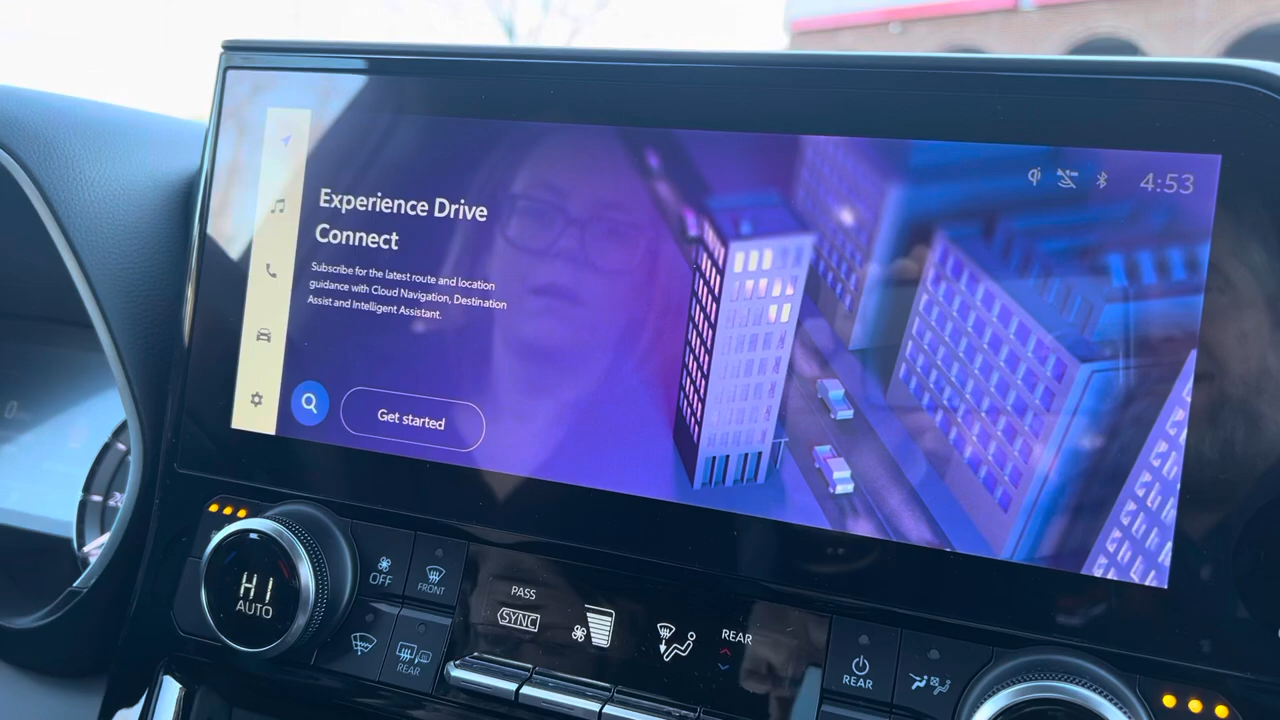 4:53
Experience Drive
Connect
Subscribe for the latest route and location
guidance with Cloud Navigation, Destination
Assist and Intelligent Assistant.
Get started
HI
AUTO
OFF
FRONT
REAR
PASS
SYNC
REAR
REAR